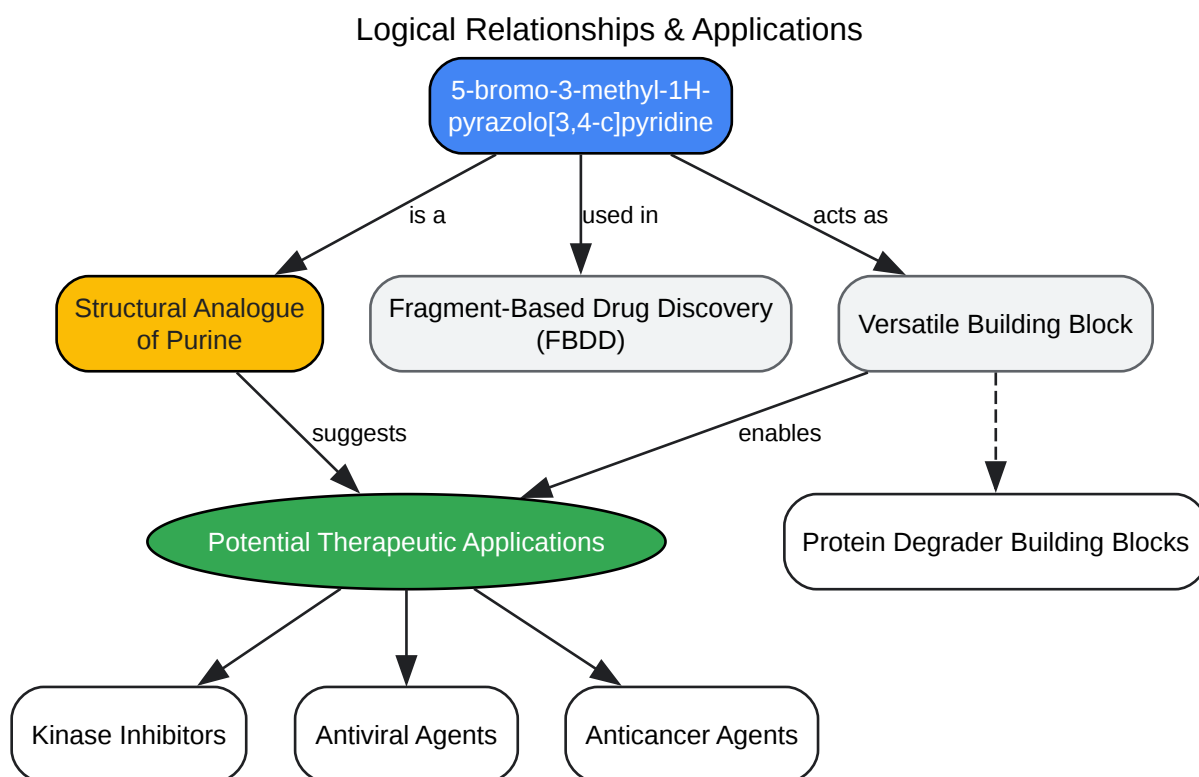 Logical Relationships & Applications
5-bromo-3-methyl-1H-
pyrazolo[3,4-c]pyridine
is a
used in
acts as
Structural Analogue
of Purine
Fragment-Based Drug Discovery
(FBDD)
Versatile Building Block
suggests
enables
Potential Therapeutic Applications
Protein Degrader Building Blocks
Kinase Inhibitors
Antiviral Agents
Anticancer Agents